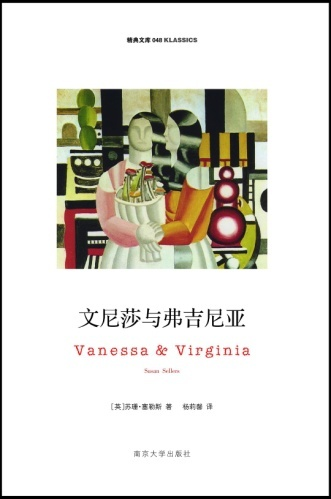 精典文库 048 KLASSICS
文尼莎与弗吉尼亚
Vanessa & Virginia
Susan Sellers
[英]苏珊·塞勒斯 著 杨莉馨 译
南京大学出版社